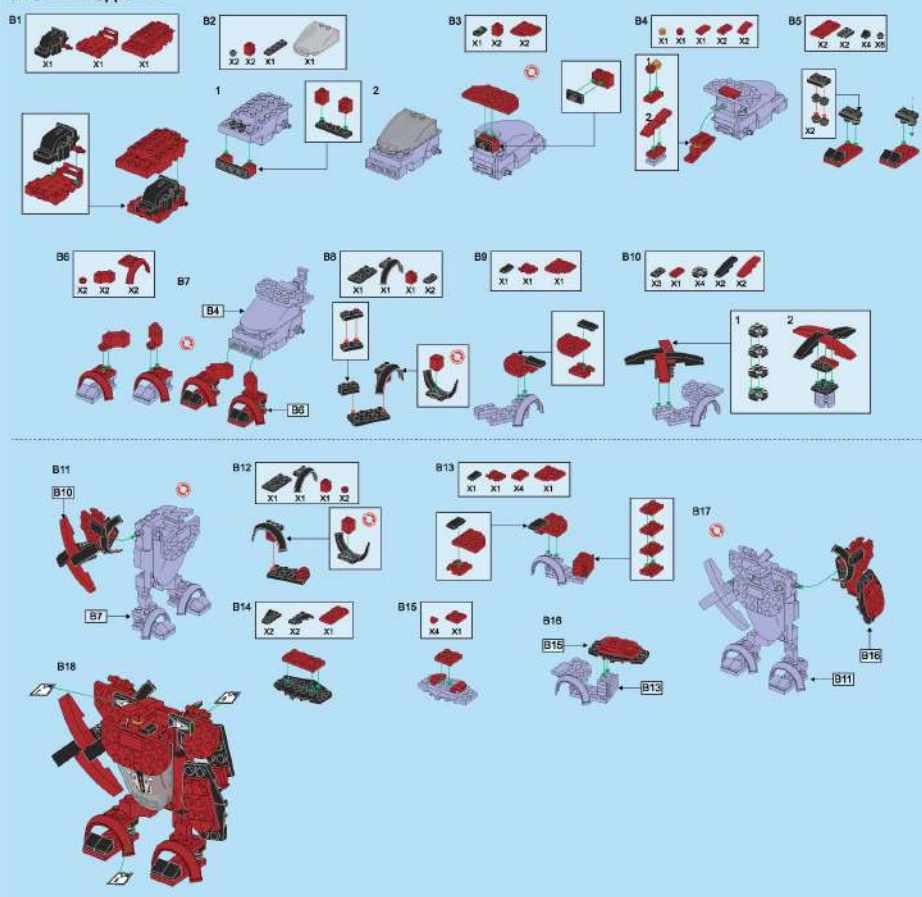 B1
X1 X1 X1
B2
X2 X2 X1 X1
1
2
B3
X1 X2 X2
B4
X1 X1 X1 X2 X2
1
2
B5
X2 X2 X4 X8
X2
B6
X2 X2 X2
B7
B4
B6
B8
X1 X1 X1 X2
B9
X1 X1 X1
B10
X3 X1 X4 X2 X2
1
2
B11
B10
B7
B12
X1 X1 X1 X2
B13
X1 X1 X4 X1
B14
X2 X2 X1
B15
X4 X1
B16
B15
B13
B17
B16
B11
B18